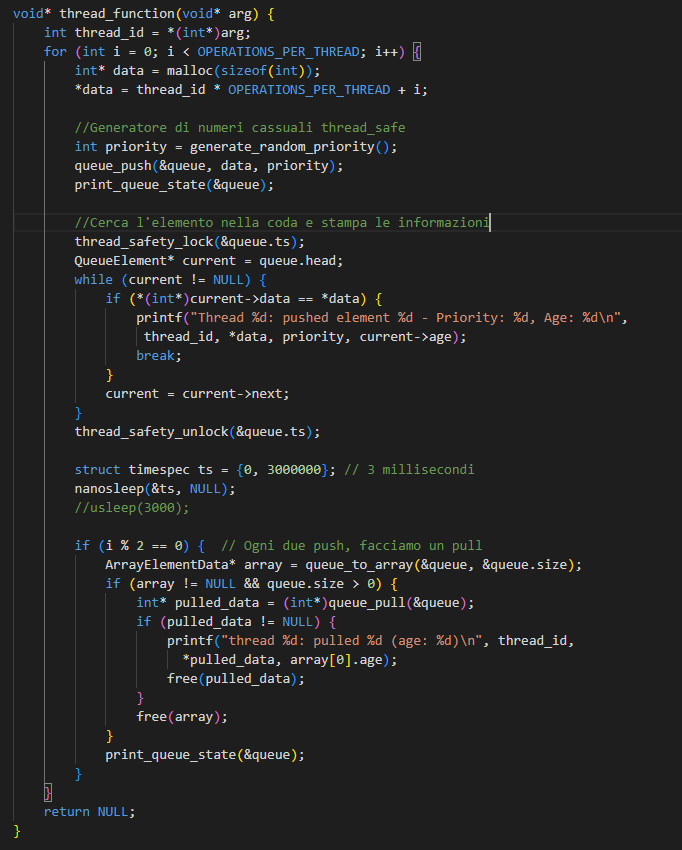 void* thread_function(void* arg) {
    int thread_id = *(int*)arg;
    for (int i = 0; i < OPERATIONS_PER_THREAD; i++) {
        int* data = malloc(sizeof(int));
        *data = thread_id * OPERATIONS_PER_THREAD + i;

        //Generatore di numeri cassuali thread_safe
        int priority = generate_random_priority();
        queue_push(&queue, data, priority);
        print_queue_state(&queue);

        //Cerca l'elemento nella coda e stampa le informazioni
        thread_safety_lock(&queue.ts);
        QueueElement* current = queue.head;
        while (current != NULL) {
            if (*(int*)current->data == *data) {
                printf("Thread %d: pushed element %d - Priority: %d, Age: %d\n",
                 thread_id, *data, priority, current->age);
                break;
            }
            current = current->next;
        }
        thread_safety_unlock(&queue.ts);

        struct timespec ts = {0, 3000000}; // 3 millisecondi
        nanosleep(&ts, NULL);
        //usleep(3000);

        if (i % 2 == 0) {  // Ogni due push, facciamo un pull
            ArrayElementData* array = queue_to_array(&queue, &queue.size);
            if (array != NULL && queue.size > 0) {
                int* pulled_data = (int*)queue_pull(&queue);
                if (pulled_data != NULL) {
                    printf("thread %d: pulled %d (age: %d)\n", thread_id,
                      *pulled_data, array[0].age);
                    free(pulled_data);
                }
                free(array);
            }
            print_queue_state(&queue);
        }
    }
    return NULL;
}